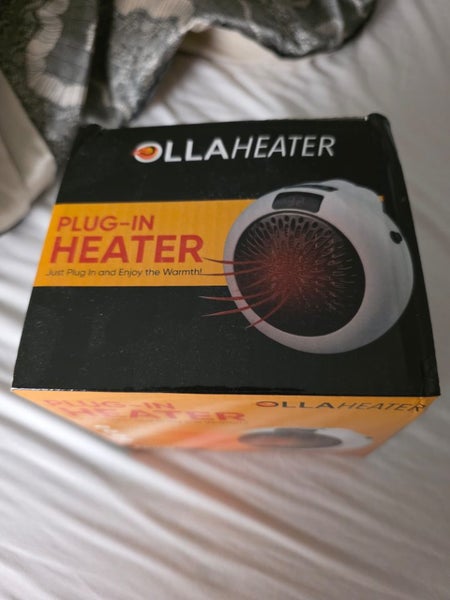 OLLAHEATER
PLUG-IN
HEATER
Just Plug In and Enjoy the Warmth!
PLUG-IN
HEATER
OLLAHEATER